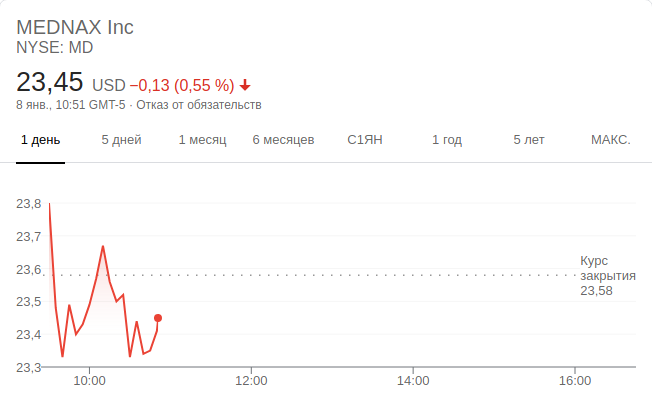 MEDNAX Inc
NYSE: MD
23,45 USD −0,13 (0,55 %)
8 янв., 10:51 GMT-5 · Отказ от обязательств
1 день 5 дней 1 месяц 6 месяцев С1ЯН 1 год 5 лет МАКС.
23,8
23,7
23,6
23,5
23,4
23,3
Курс
закрытия
23,58
10:00 12:00 14:00 16:00